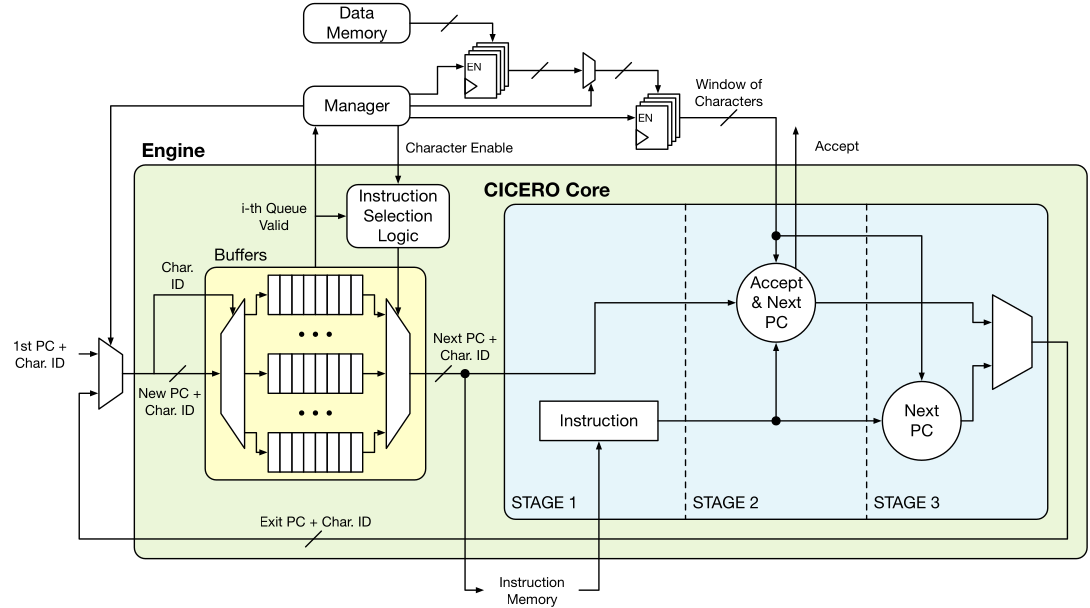 Data
Memory
EN
Manager
EN
Window of
Characters
Engine
Character Enable
Accept
CICERO Core
i-th Queue
Valid
Instruction
Selection
Logic
Buffers
Char.
ID
Accept
& Next
PC
1st PC +
Char. ID
Next PC +
Char. ID
New PC +
Char. ID
Instruction
Next
PC
STAGE 1
STAGE 2
STAGE 3
Exit PC + Char. ID
Instruction
Memory